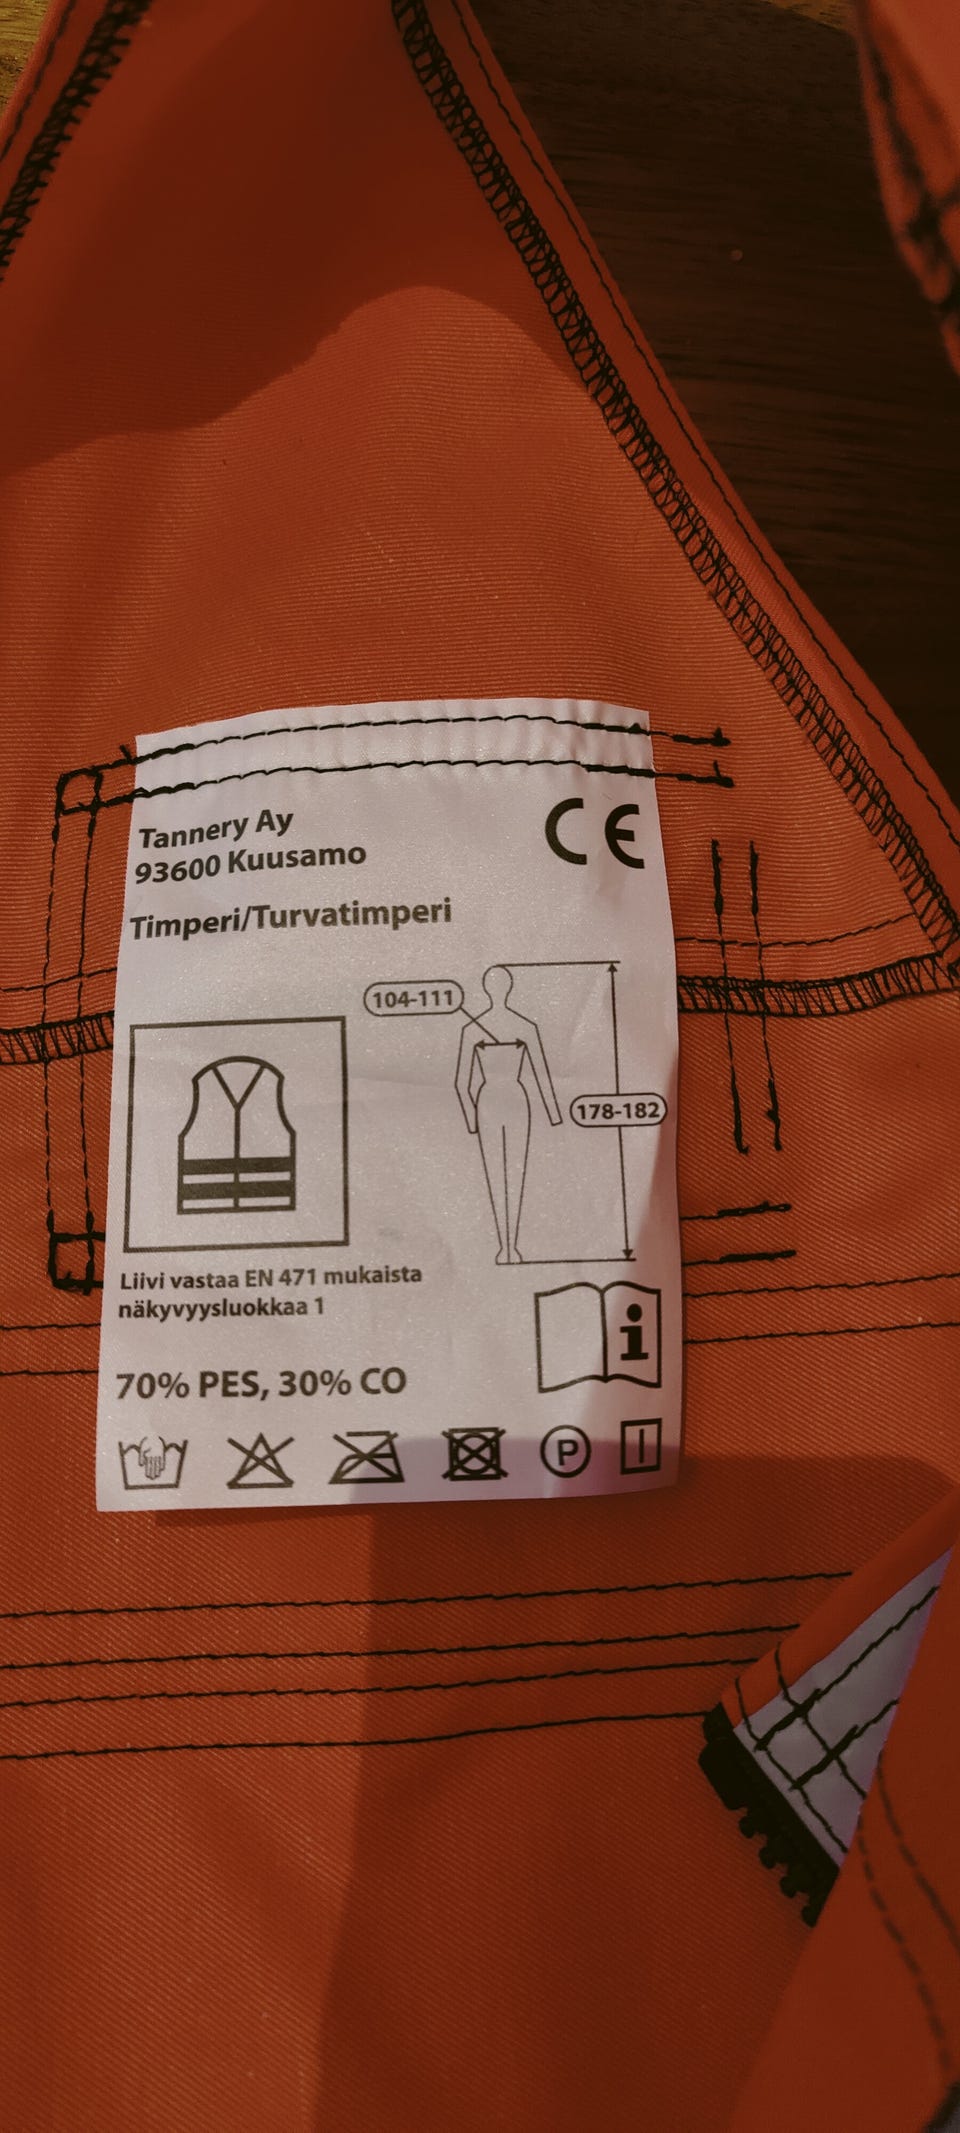 Tannery Ay
93600 Kuusamo
CE
Timperi/Turvatimperi
104-111
178-182
Liivi vastaa EN 471 mukaista
näkyvyysluokkaa 1
i
70% PES, 30% CO
P